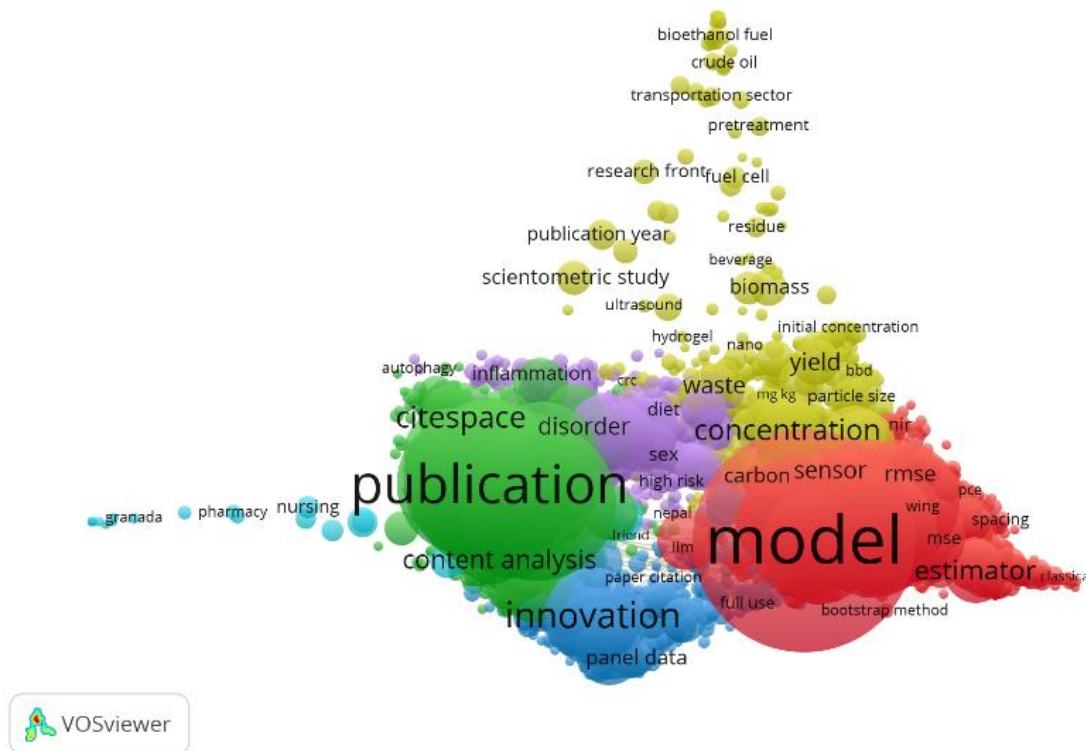 bioethanol fuel
crude oil
transportation sector
pretreatment
research front
fuel cell
publication year
residue
beverage
scientometric study
biomass
ultrasound
initial concentration
hydrogel
nano
autophagy
inflammation
crc
waste
yield
bbd
mg kg
particle size
citespace
disorder
diet
concentration
nir
sex
publication
high risk
carbon
sensor
rmse
pce
granada
pharmacy
nursing
nepal
wing
spacing
friend
llm
model
mse
content analysis
paper citation
estimator
classical
innovation
full use
bootstrap method
panel data
VOSviewer